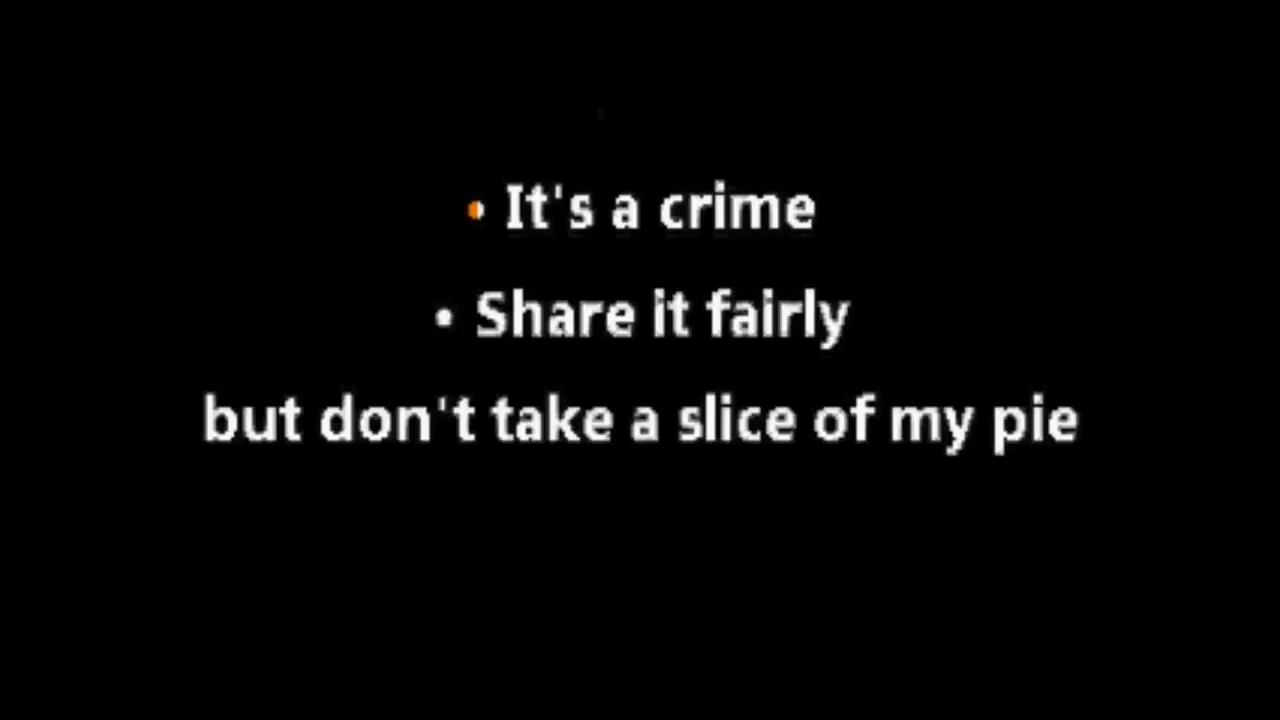 • It's a crime
• Share it fairly
but don't take a slice of my pie